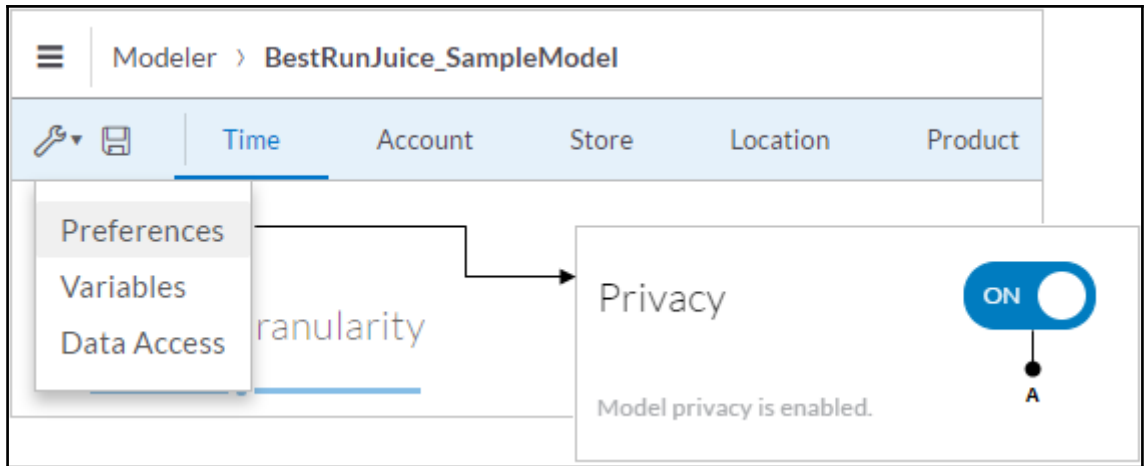 Modeler > BestRunJuice_SampleModel
Time Account Store Location Product
Preferences
Variables
Data Access
ranularity
Privacy ON
A
Model privacy is enabled.